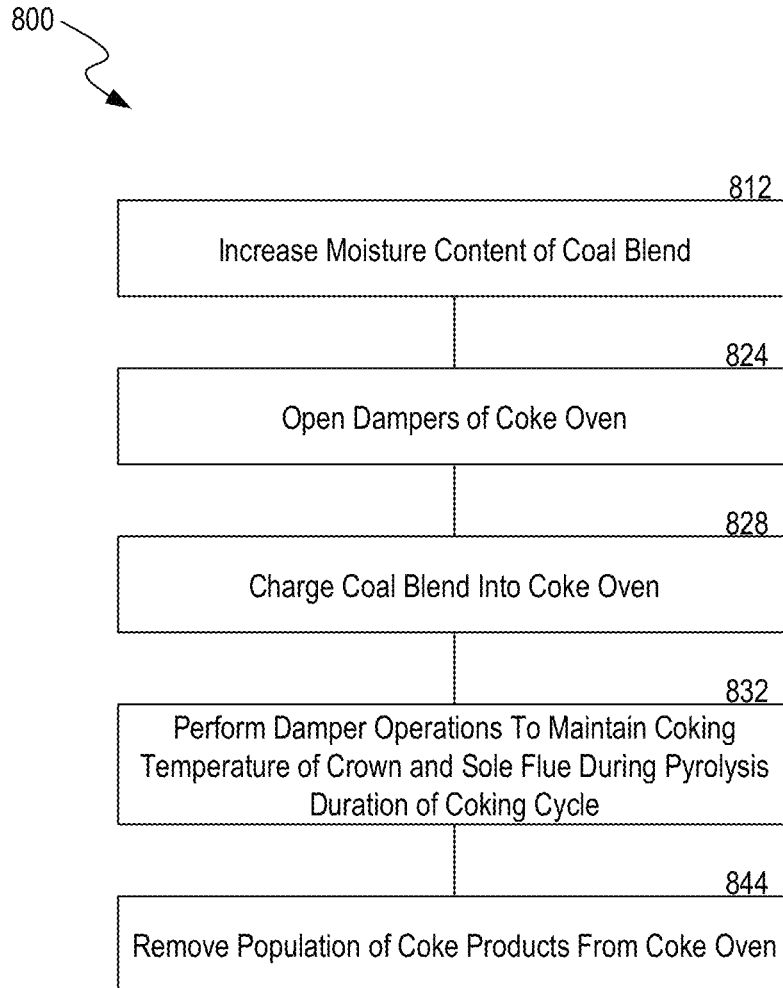 800
812
Increase Moisture Content of Coal Blend
824
Open Dampers of Coke Oven
828
Charge Coal Blend Into Coke Oven
832
Perform Damper Operations To Maintain Coking
Temperature of Crown and Sole Flue During Pyrolysis
Duration of Coking Cycle
844
Remove Population of Coke Products From Coke Oven